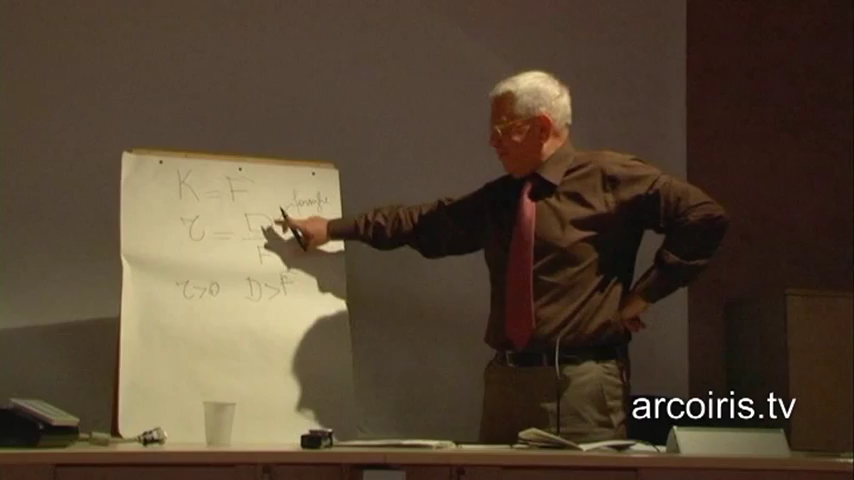 K = F
τ = D
F
τ>0 D>F
arcoiris.tv